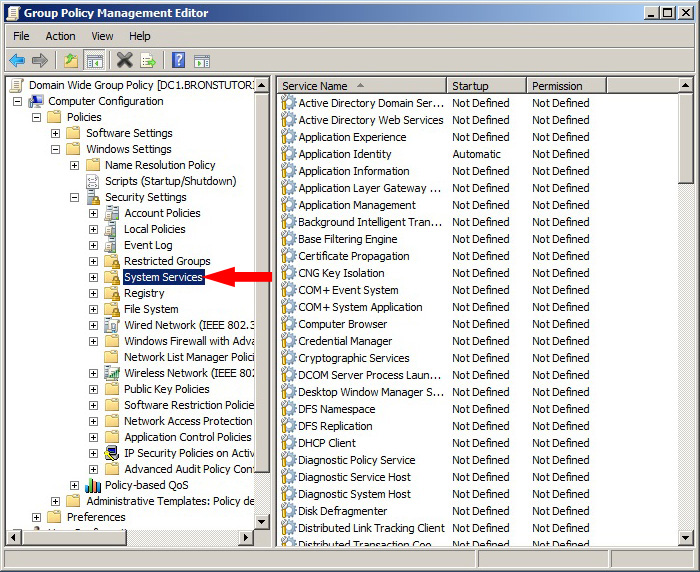 Group Policy Management Editor
File Action View Help
Domain Wide Group Policy [DC1.BRONSTUTOR
Computer Configuration
Policies
Software Settings
Windows Settings
Name Resolution Policy
Scripts (Startup/Shutdown)
Security Settings
Account Policies
Local Policies
Event Log
Restricted Groups
System Services
Registry
File System
Wired Network (IEEE 802.3
Windows Firewall with Adva
Network List Manager Polici
Wireless Network (IEEE 802
Public Key Policies
Software Restriction Policie
Network Access Protection
Application Control Policies
IP Security Policies on Activ
Advanced Audit Policy Con
Policy-based QoS
Administrative Templates: Policy de
Preferences
Service Name Startup Permission
Active Directory Domain Ser... Not Defined Not Defined
Active Directory Web Services Not Defined Not Defined
Application Experience Not Defined Not Defined
Application Identity Automatic Not Defined
Application Information Not Defined Not Defined
Application Layer Gateway ... Not Defined Not Defined
Application Management Not Defined Not Defined
Background Intelligent Tran... Not Defined Not Defined
Base Filtering Engine Not Defined Not Defined
Certificate Propagation Not Defined Not Defined
CNG Key Isolation Not Defined Not Defined
COM+ Event System Not Defined Not Defined
COM+ System Application Not Defined Not Defined
Computer Browser Not Defined Not Defined
Credential Manager Not Defined Not Defined
Cryptographic Services Not Defined Not Defined
DCOM Server Process Laun... Not Defined Not Defined
Desktop Window Manager S... Not Defined Not Defined
DFS Namespace Not Defined Not Defined
DFS Replication Not Defined Not Defined
DHCP Client Not Defined Not Defined
Diagnostic Policy Service Not Defined Not Defined
Diagnostic Service Host Not Defined Not Defined
Diagnostic System Host Not Defined Not Defined
Disk Defragmenter Not Defined Not Defined
Distributed Link Tracking Client Not Defined Not Defined
Distributed Transaction Coo... Not Defined Not Defined